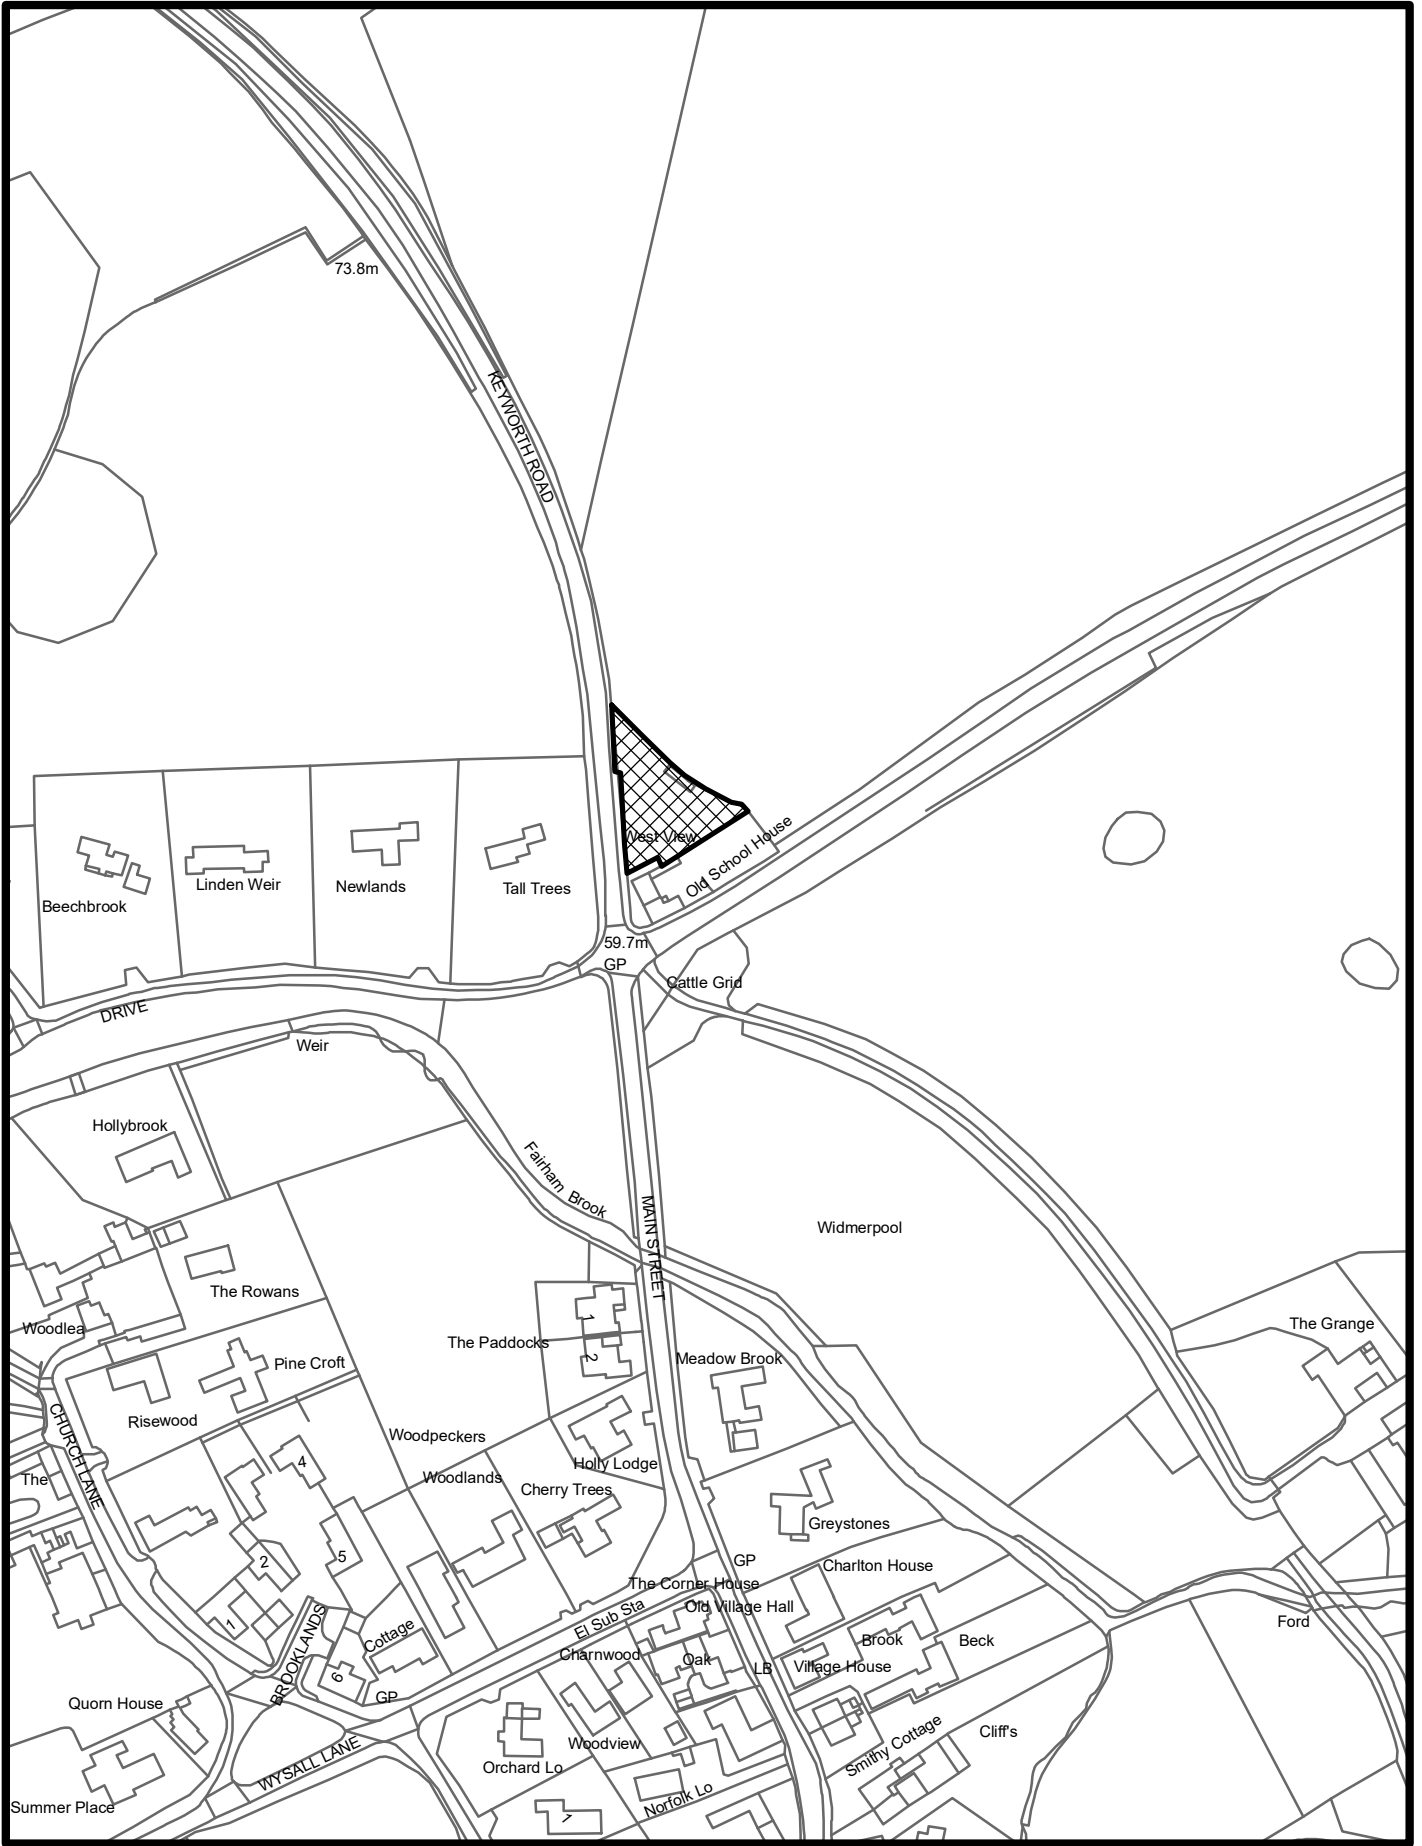 73.8m
KEYWORTH ROAD
West View
Old School House
Beechbrook
Linden Weir
Newlands
Tall Trees
59.7m
GP
Cattle Grid
DRIVE
Weir
Hollybrook
Fairham Brook
MAIN STREET
Widmerpool
The Rowans
Woodlea
The Paddocks
1
2
Pine Croft
Meadow Brook
The Grange
Risewood
CHURCH LANE
Woodpeckers
Woodlands
Holly Lodge
Cherry Trees
The
4
5
2
1
Greystones
GP
Charlton House
The Corner House
Old Village Hall
El Sub Sta
BROOKLANDS
Cottage
6
GP
Charnwood
Oak
LB
Village House
Brook
Beck
Ford
Quorn House
WYSALL LANE
Woodview
Orchard Lo
Smithy Cottage
Cliff's
Norfolk Lo
Summer Place
1